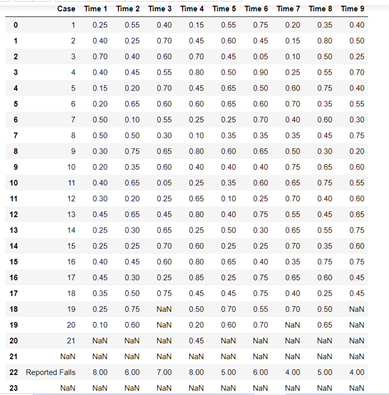 Case Time 1 Time 2 Time 3 Time 4 Time 5 Time 6 Time 7 Time 8 Time 9
0 1 0.25 0.55 0.40 0.15 0.55 0.75 0.20 0.35 0.40
1 2 0.40 0.25 0.70 0.45 0.60 0.45 0.15 0.80 0.50
2 3 0.70 0.40 0.60 0.70 0.45 0.05 0.10 0.50 0.25
3 4 0.40 0.45 0.55 0.80 0.50 0.90 0.25 0.55 0.70
4 5 0.15 0.20 0.70 0.45 0.65 0.50 0.60 0.75 0.40
5 6 0.20 0.65 0.60 0.60 0.65 0.60 0.70 0.35 0.55
6 7 0.50 0.10 0.55 0.25 0.25 0.70 0.40 0.60 0.30
7 8 0.50 0.50 0.30 0.10 0.35 0.35 0.35 0.45 0.75
8 9 0.30 0.75 0.65 0.80 0.60 0.65 0.50 0.30 0.20
9 10 0.20 0.35 0.60 0.40 0.40 0.40 0.75 0.65 0.60
10 11 0.40 0.65 0.05 0.25 0.35 0.60 0.65 0.75 0.55
11 12 0.30 0.20 0.25 0.65 0.10 0.25 0.70 0.40 0.60
12 13 0.45 0.65 0.45 0.80 0.40 0.75 0.55 0.45 0.65
13 14 0.25 0.30 0.65 0.25 0.50 0.30 0.65 0.55 0.75
14 15 0.25 0.25 0.70 0.60 0.25 0.25 0.70 0.35 0.60
15 16 0.40 0.45 0.60 0.80 0.65 0.40 0.35 0.75 0.75
16 17 0.45 0.30 0.25 0.85 0.25 0.75 0.65 0.60 0.45
17 18 0.35 0.50 0.75 0.45 0.45 0.75 0.40 0.25 0.45
18 19 0.25 0.75 NaN 0.50 0.70 0.55 0.70 0.50 NaN
19 20 0.10 0.60 NaN 0.20 0.60 0.70 NaN 0.65 NaN
20 21 NaN NaN NaN 0.45 NaN NaN NaN NaN NaN
21 NaN NaN NaN NaN NaN NaN NaN NaN NaN NaN
22 Reported Falls 8.00 6.00 7.00 8.00 5.00 6.00 4.00 5.00 4.00
23 NaN NaN NaN NaN NaN NaN NaN NaN NaN NaN